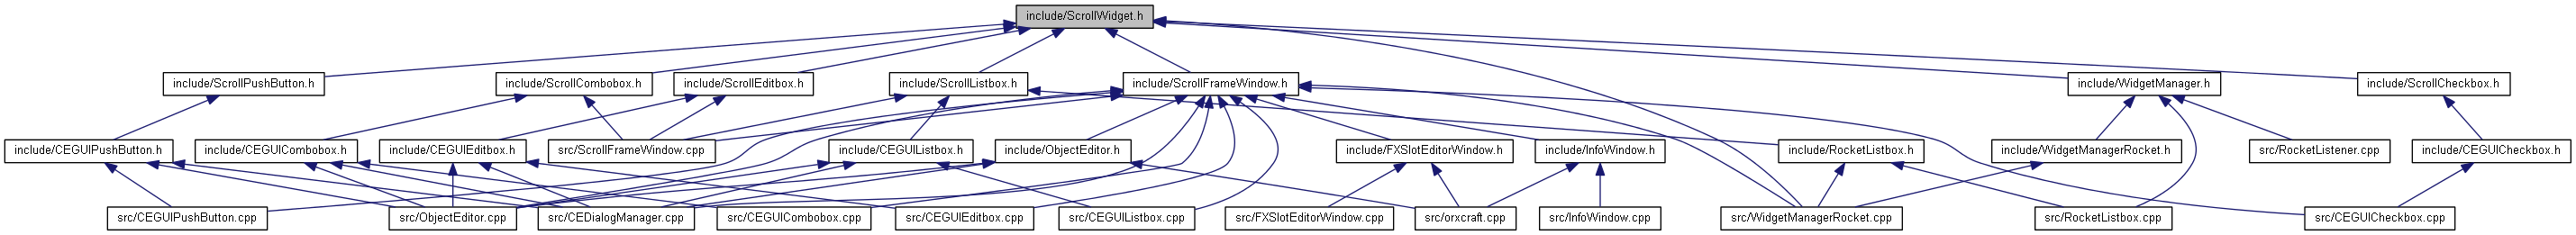 include/ScrollWidget.h
include/ScrollPushButton.h
include/ScrollCombobox.h
include/ScrollEditbox.h
include/ScrollListbox.h
include/ScrollFrameWindow.h
include/WidgetManager.h
include/ScrollCheckbox.h
include/CEGUIPushButton.h
include/CEGUICombobox.h
include/CEGUIEditbox.h
src/ScrollFrameWindow.cpp
include/CEGUIListbox.h
include/ObjectEditor.h
include/FXSlotEditorWindow.h
include/InfoWindow.h
include/RocketListbox.h
include/WidgetManagerRocket.h
src/RocketListener.cpp
include/CEGUICheckbox.h
src/CEGUIPushButton.cpp
src/ObjectEditor.cpp
src/CEDialogManager.cpp
src/CEGUICombobox.cpp
src/CEGUIEditbox.cpp
src/CEGUIListbox.cpp
src/FXSlotEditorWindow.cpp
src/orxcraft.cpp
src/InfoWindow.cpp
src/WidgetManagerRocket.cpp
src/RocketListbox.cpp
src/CEGUICheckbox.cpp